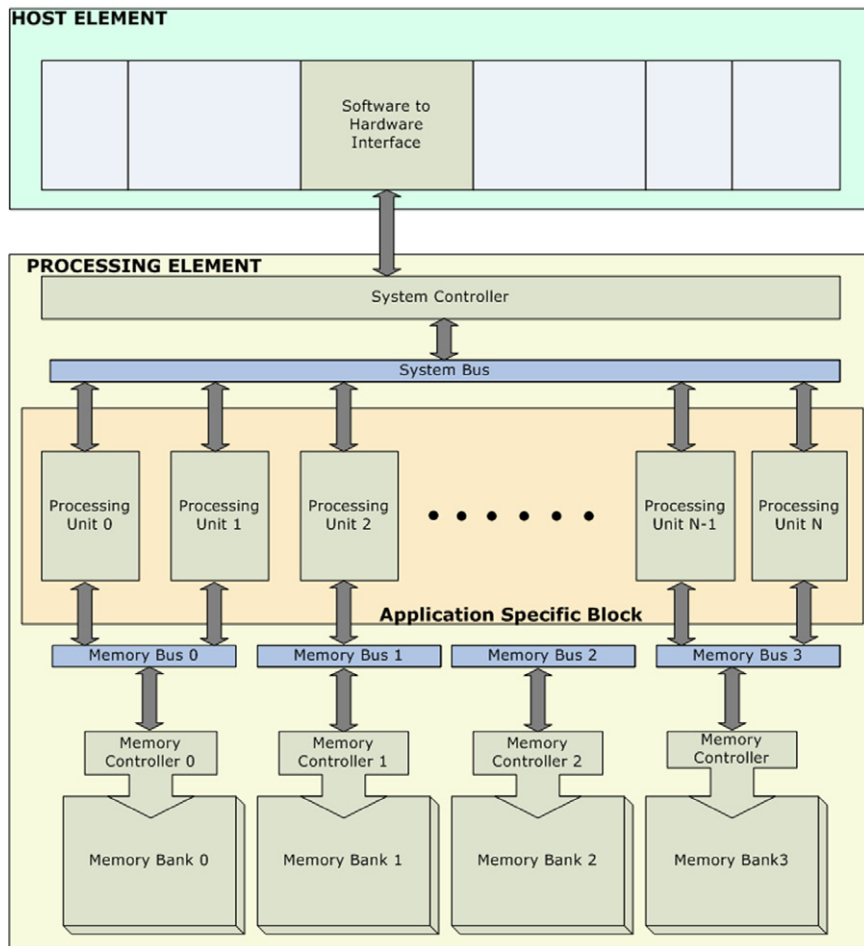 HOST ELEMENT
Software to
Hardware
Interface
PROCESSING ELEMENT
System Controller
System Bus
Processing
Unit 0
Processing
Unit 1
Processing
Unit 2
Processing
Unit N-1
Processing
Unit N
Application Specific Block
Memory Bus 0
Memory Bus 1
Memory Bus 2
Memory Bus 3
Memory
Controller 0
Memory
Controller 1
Memory
Controller 2
Memory
Controller
Memory Bank 0
Memory Bank 1
Memory Bank 2
Memory Bank3